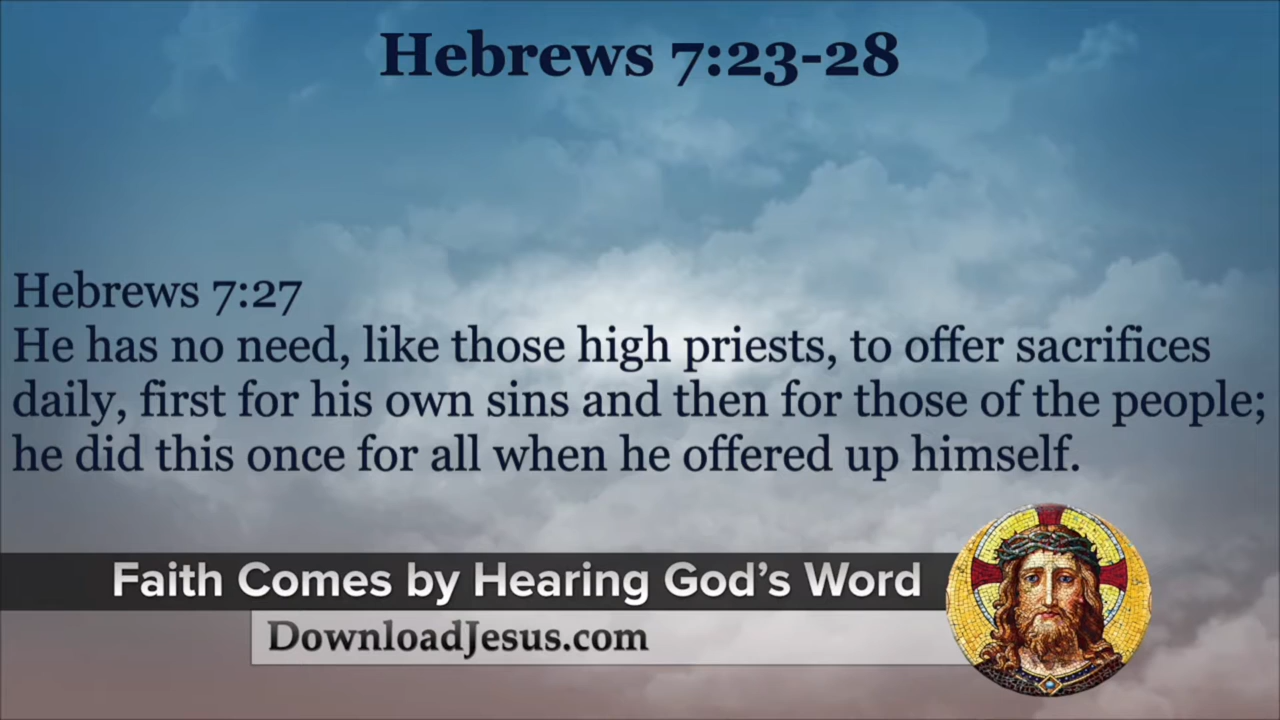 Hebrews 7:23-28
Hebrews 7:27
He has no need, like those high priests, to offer sacrifices
daily, first for his own sins and then for those of the people;
he did this once for all when he offered up himself.
Faith Comes by Hearing God’s Word
DownloadJesus.com